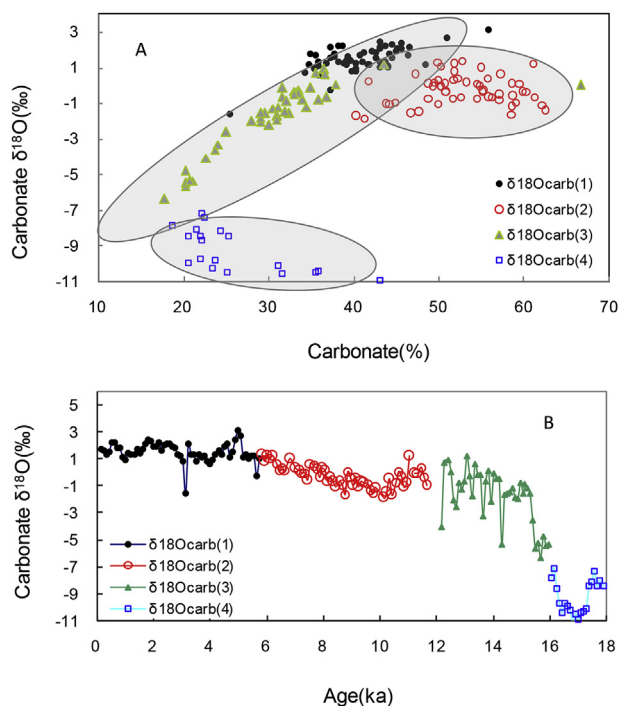 A
3
1
-1
-3
-5
-7
-9
-11
Carbonate δ18O(‰)
δ18Ocarb(1)
δ18Ocarb(2)
δ18Ocarb(3)
δ18Ocarb(4)
10 20 30 40 50 60 70
Carbonate(%)
B
5
3
1
-1
-3
-5
-7
-9
-11
Carbonate δ18O(‰)
δ18Ocarb(1)
δ18Ocarb(2)
δ18Ocarb(3)
δ18Ocarb(4)
0 2 4 6 8 10 12 14 16 18
Age(ka)